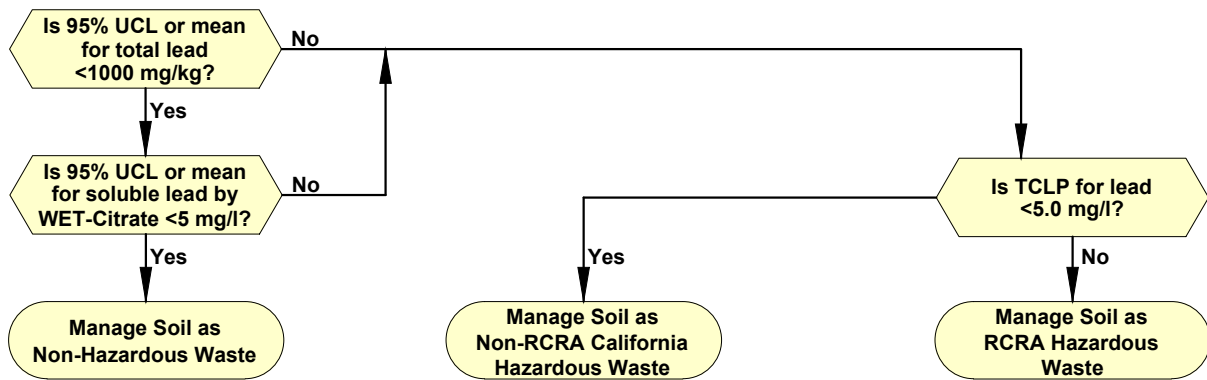 Is 95% UCL or mean
for total lead
<1000 mg/kg?
No
Yes
Is 95% UCL or mean
for soluble lead by
WET-Citrate <5 mg/l?
No
Yes
Manage Soil as
Non-Hazardous Waste
Is TCLP for lead
<5.0 mg/l?
Yes
No
Manage Soil as
Non-RCRA California
Hazardous Waste
Manage Soil as
RCRA Hazardous
Waste